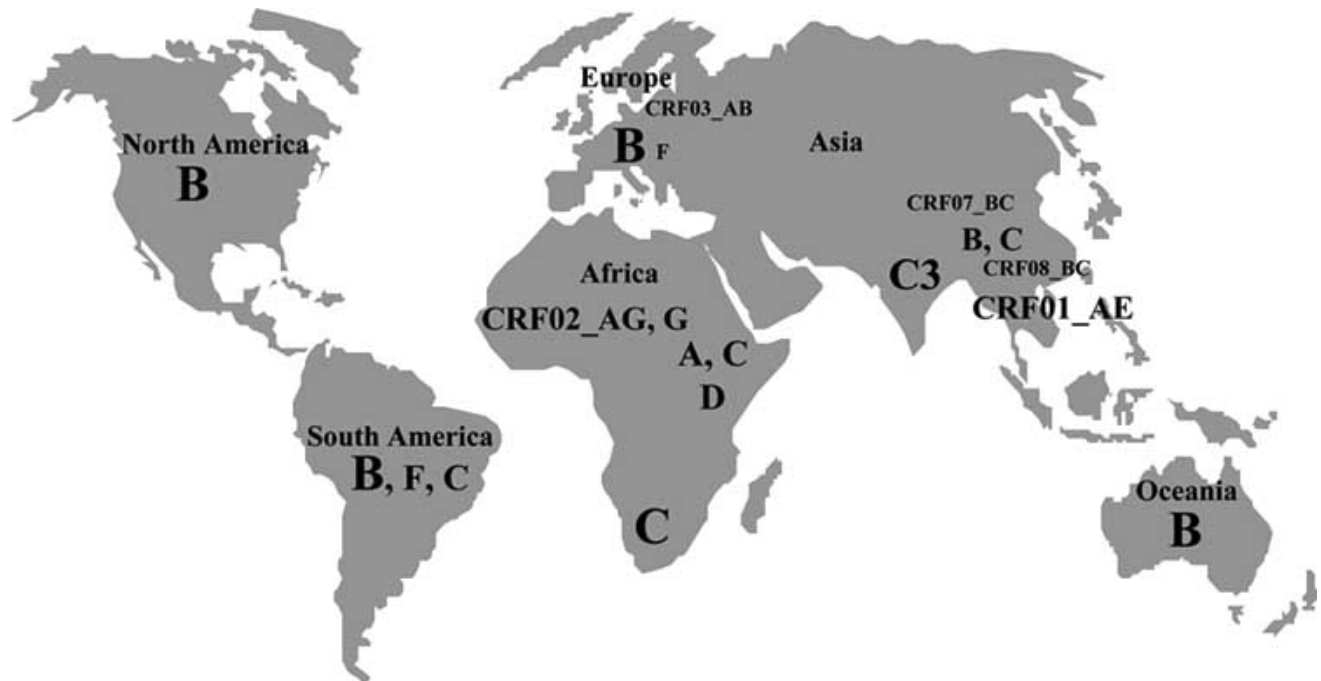 Europe
CRF03_AB
B F
North America
B
Asia
CRF07_BC
B, C
CRF08_BC
C3
CRF01_AE
Africa
CRF02_AG, G
A, C
D
C
South America
B, F, C
Oceania
B